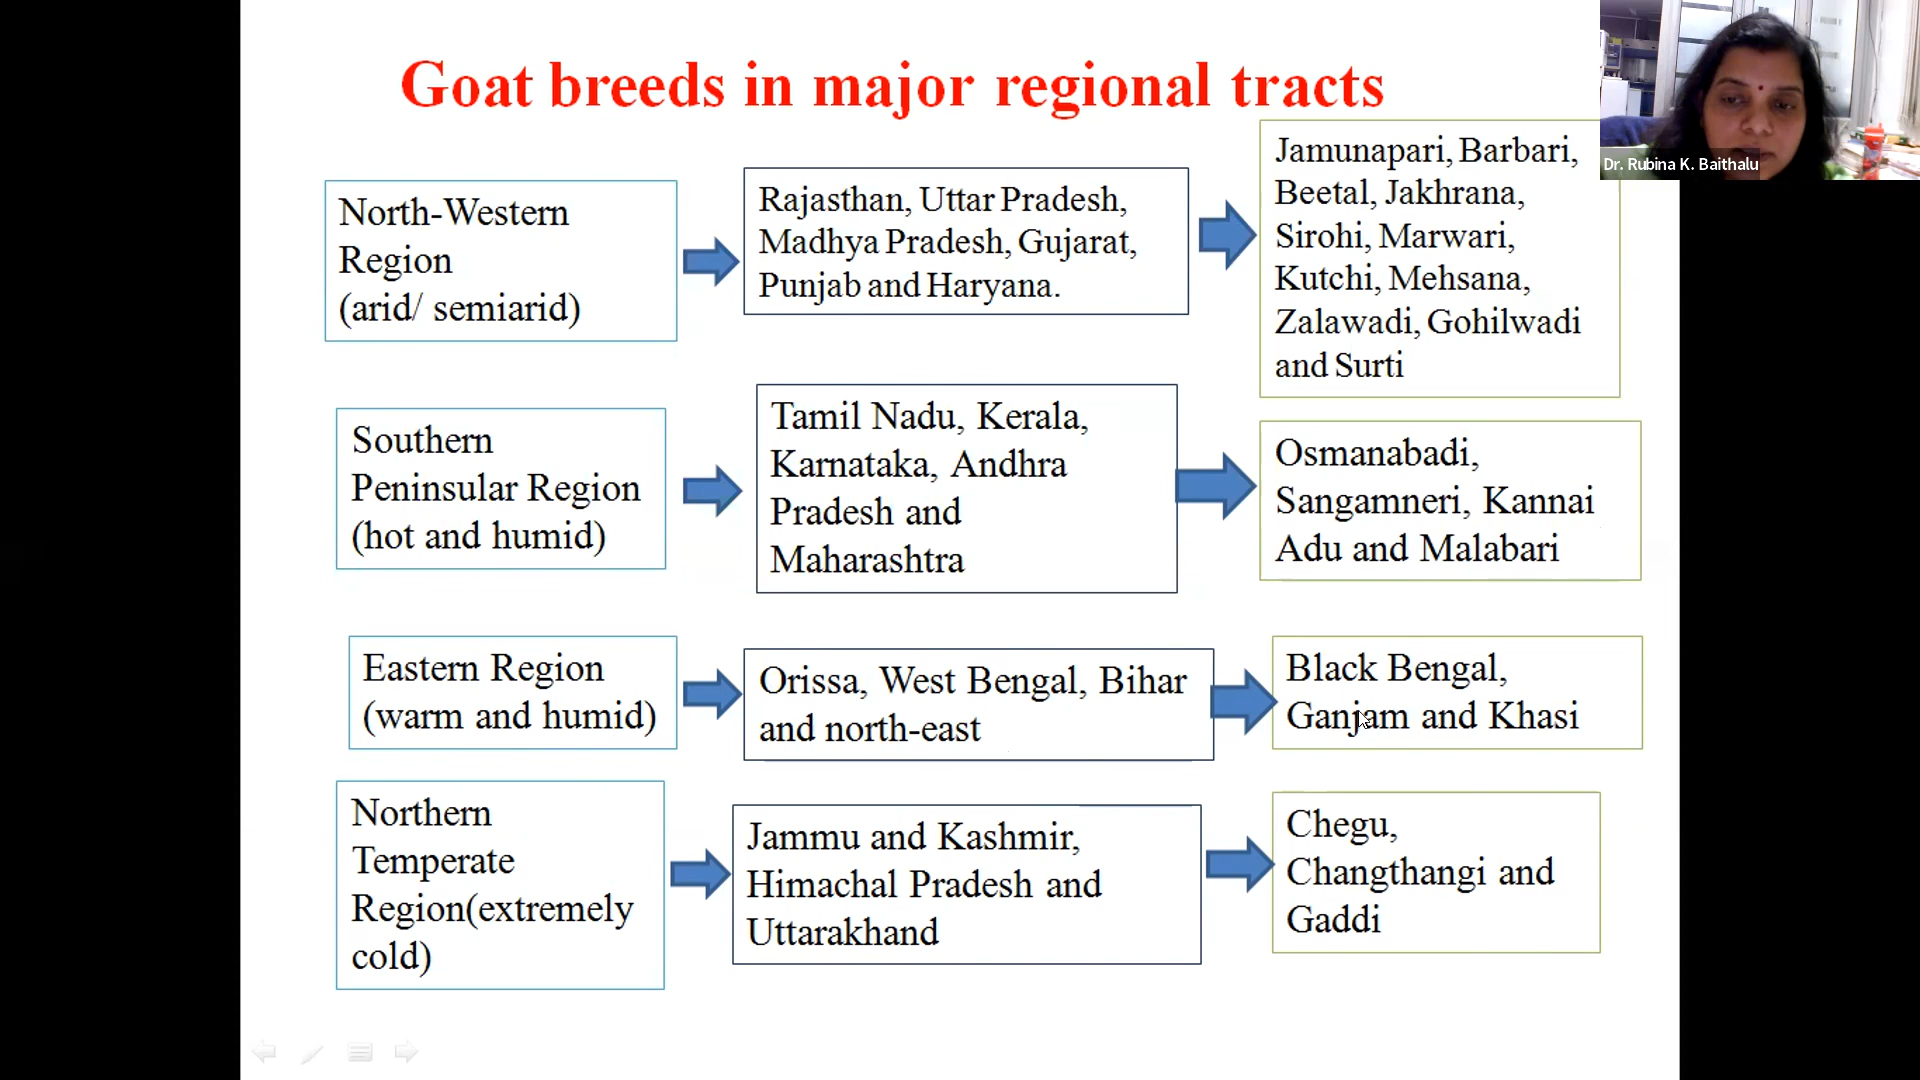 Goat breeds in major regional tracts
Dr. Rubina K. Baithalu
North-Western
Region
(arid/ semiarid)
Rajasthan, Uttar Pradesh,
Madhya Pradesh, Gujarat,
Punjab and Haryana.
Jamunapari, Barbari,
Beetal, Jakhrana,
Sirohi, Marwari,
Kutchi, Mehsana,
Zalawadi, Gohilwadi
and Surti
Southern
Peninsular Region
(hot and humid)
Tamil Nadu, Kerala,
Karnataka, Andhra
Pradesh and
Maharashtra
Osmanabadi,
Sangamneri, Kannai
Adu and Malabari
Eastern Region
(warm and humid)
Orissa, West Bengal, Bihar
and north-east
Black Bengal,
Ganjam and Khasi
Northern
Temperate
Region(extremely
cold)
Jammu and Kashmir,
Himachal Pradesh and
Uttarakhand
Chegu,
Changthangi and
Gaddi